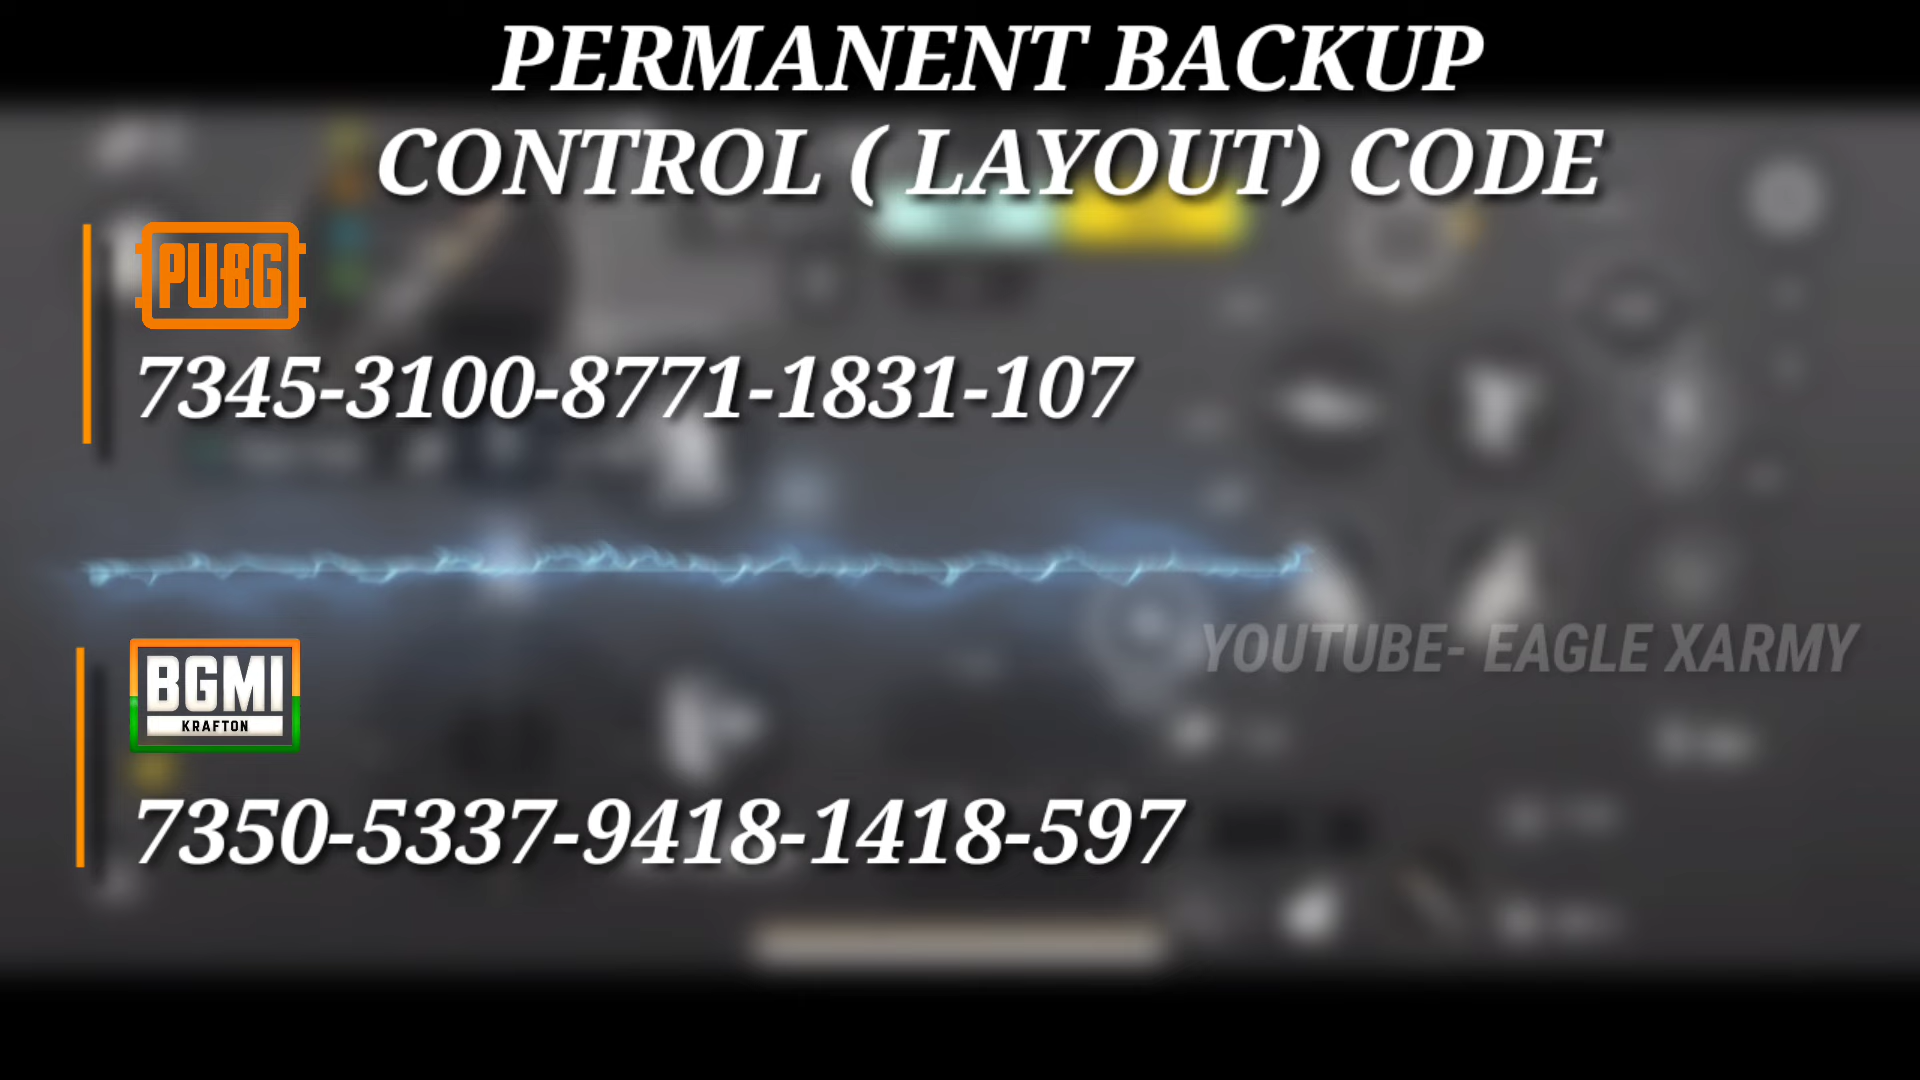 PERMANENT BACKUP
CONTROL ( LAYOUT) CODE
PUBG
7345-3100-8771-1831-107
YOUTUBE- EAGLE XARMY
BGMI
KRAFTON
7350-5337-9418-1418-597